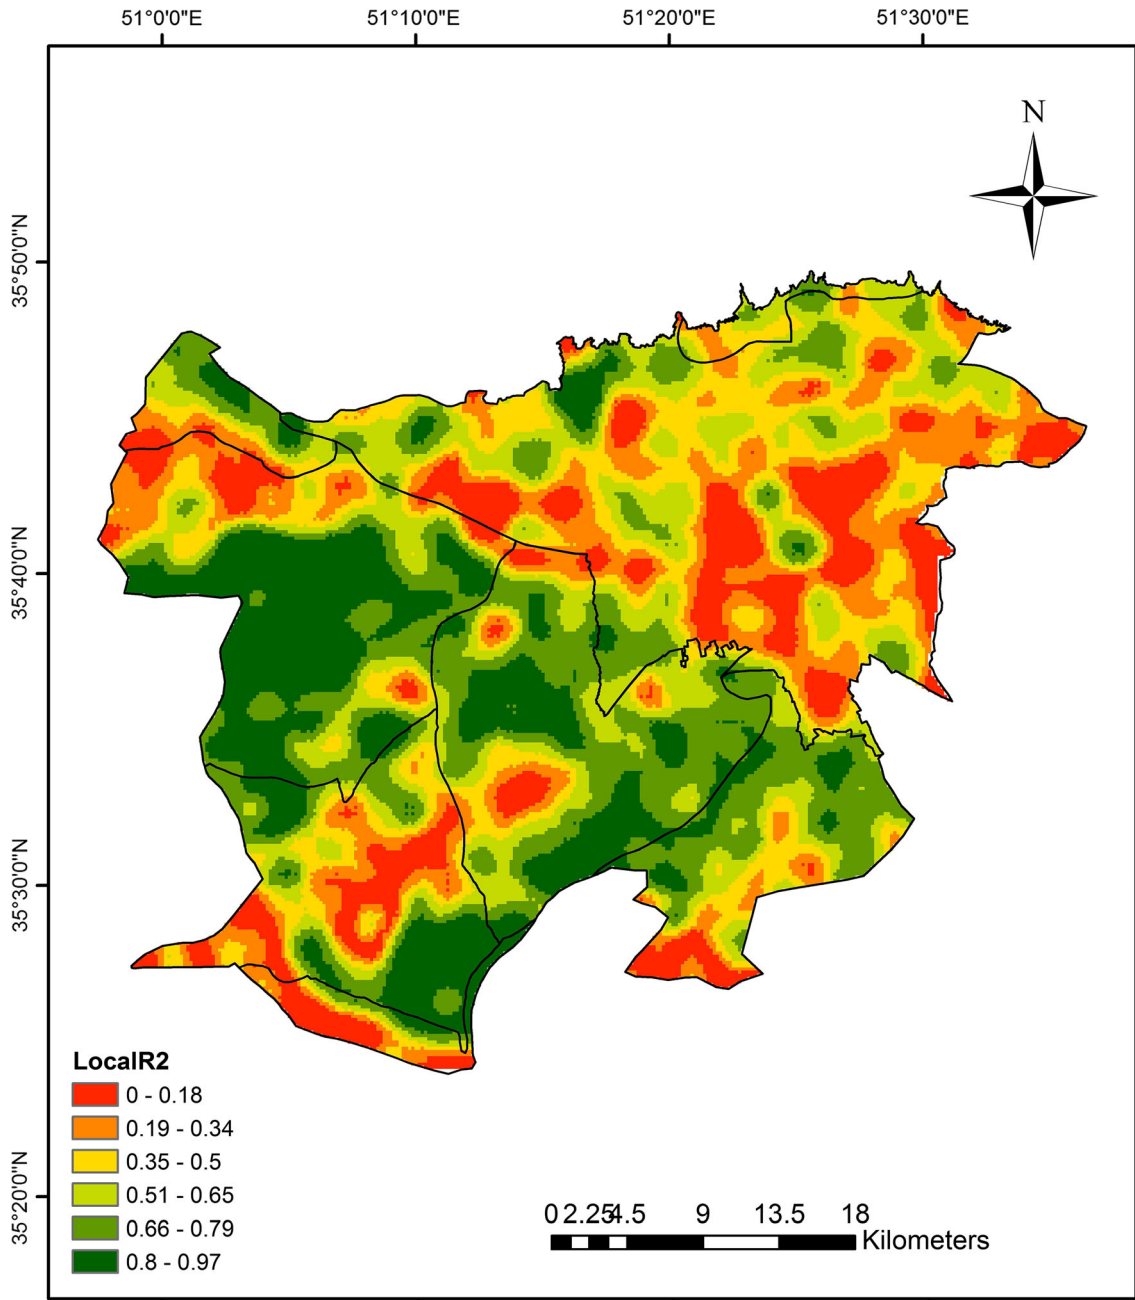 51°0'0"E 51°10'0"E 51°20'0"E 51°30'0"E
N
35°50'0"N
35°40'0"N
35°30'0"N
35°20'0"N
LocalR2
0 - 0.18
0.19 - 0.34
0.35 - 0.5
0.51 - 0.65
0.66 - 0.79
0.8 - 0.97
0 2.25 4.5 9 13.5 18
Kilometers